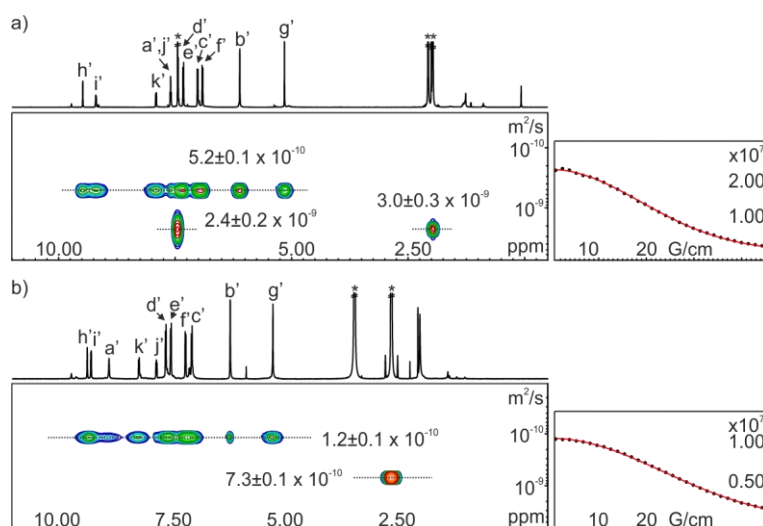 a)
h' i' k' a',j' * d' e' c' f' b' g' * *
m²/s
5.2±0.1 x 10⁻¹⁰
10⁻¹⁰
2.4±0.2 x 10⁻⁹
3.0±0.3 x 10⁻⁹
10⁻⁹
10.00 5.00 2.50 ppm
x10⁷
2.00
1.00
10 20 G/cm
b)
h' i' a' k' j' d' e' f' c' b' g' * *
m²/s
1.2±0.1 x 10⁻¹⁰
10⁻¹⁰
7.3±0.1 x 10⁻¹⁰
10⁻⁹
10.00 7.50 5.00 2.50 ppm
x10⁷
1.00
0.50
10 20 G/cm